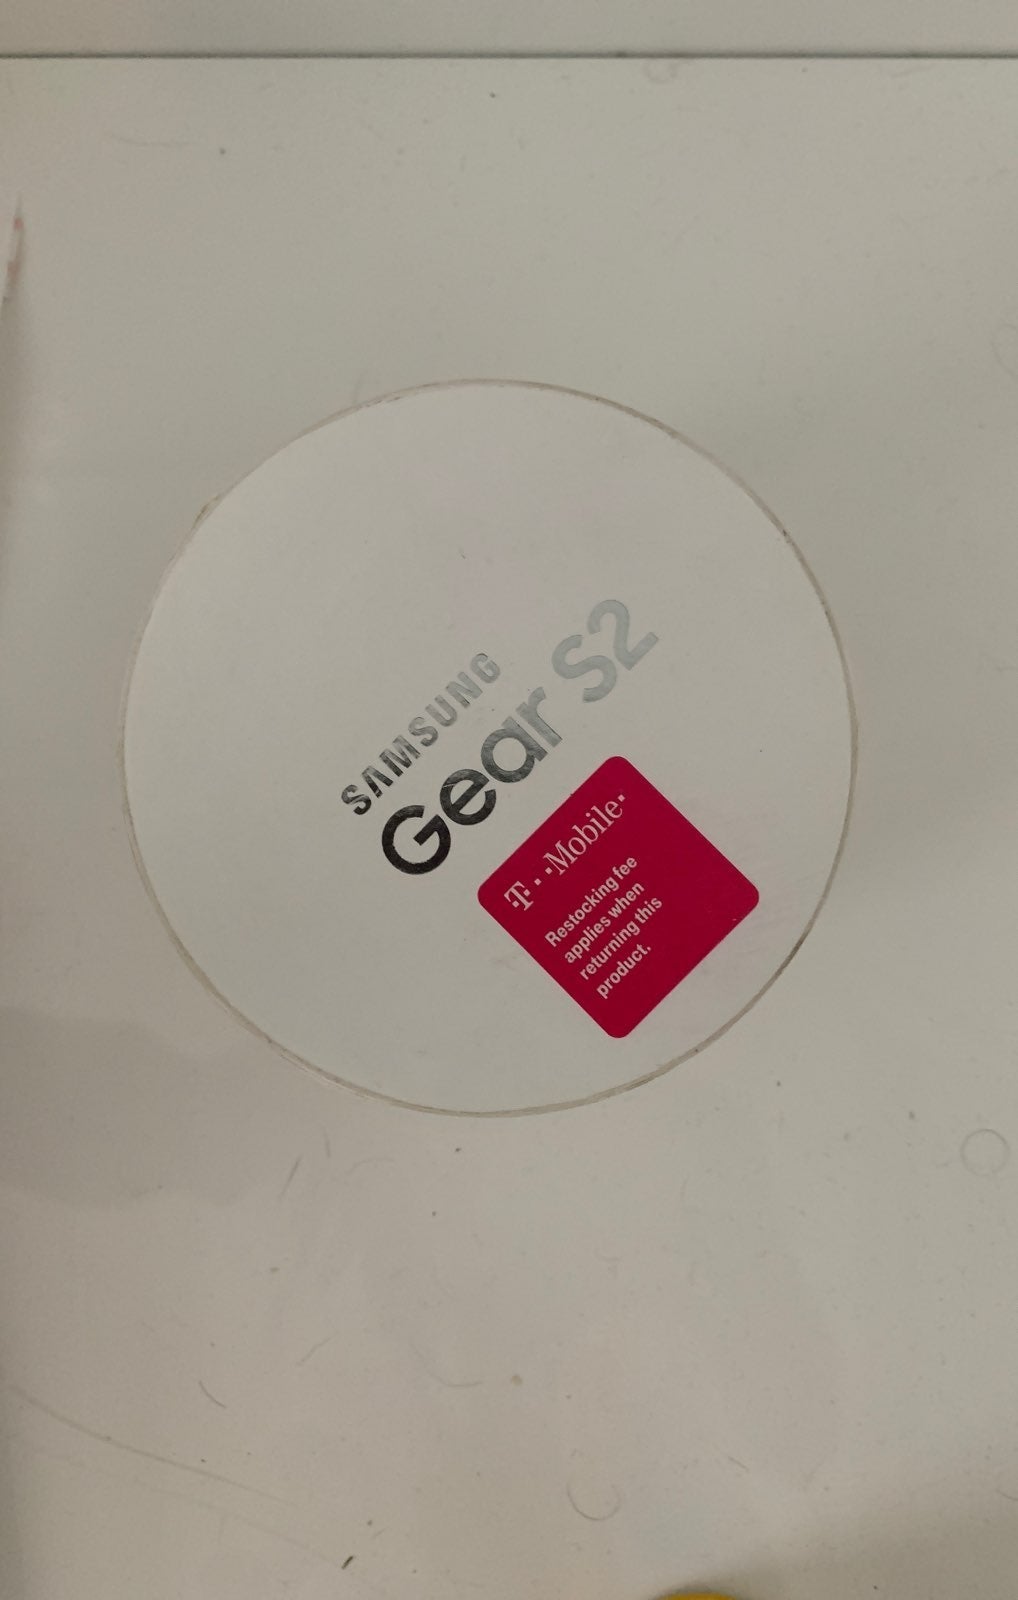 SAMSUNG
Gear S2
T··Mobile·
Restocking fee
applies when
returning this
product.